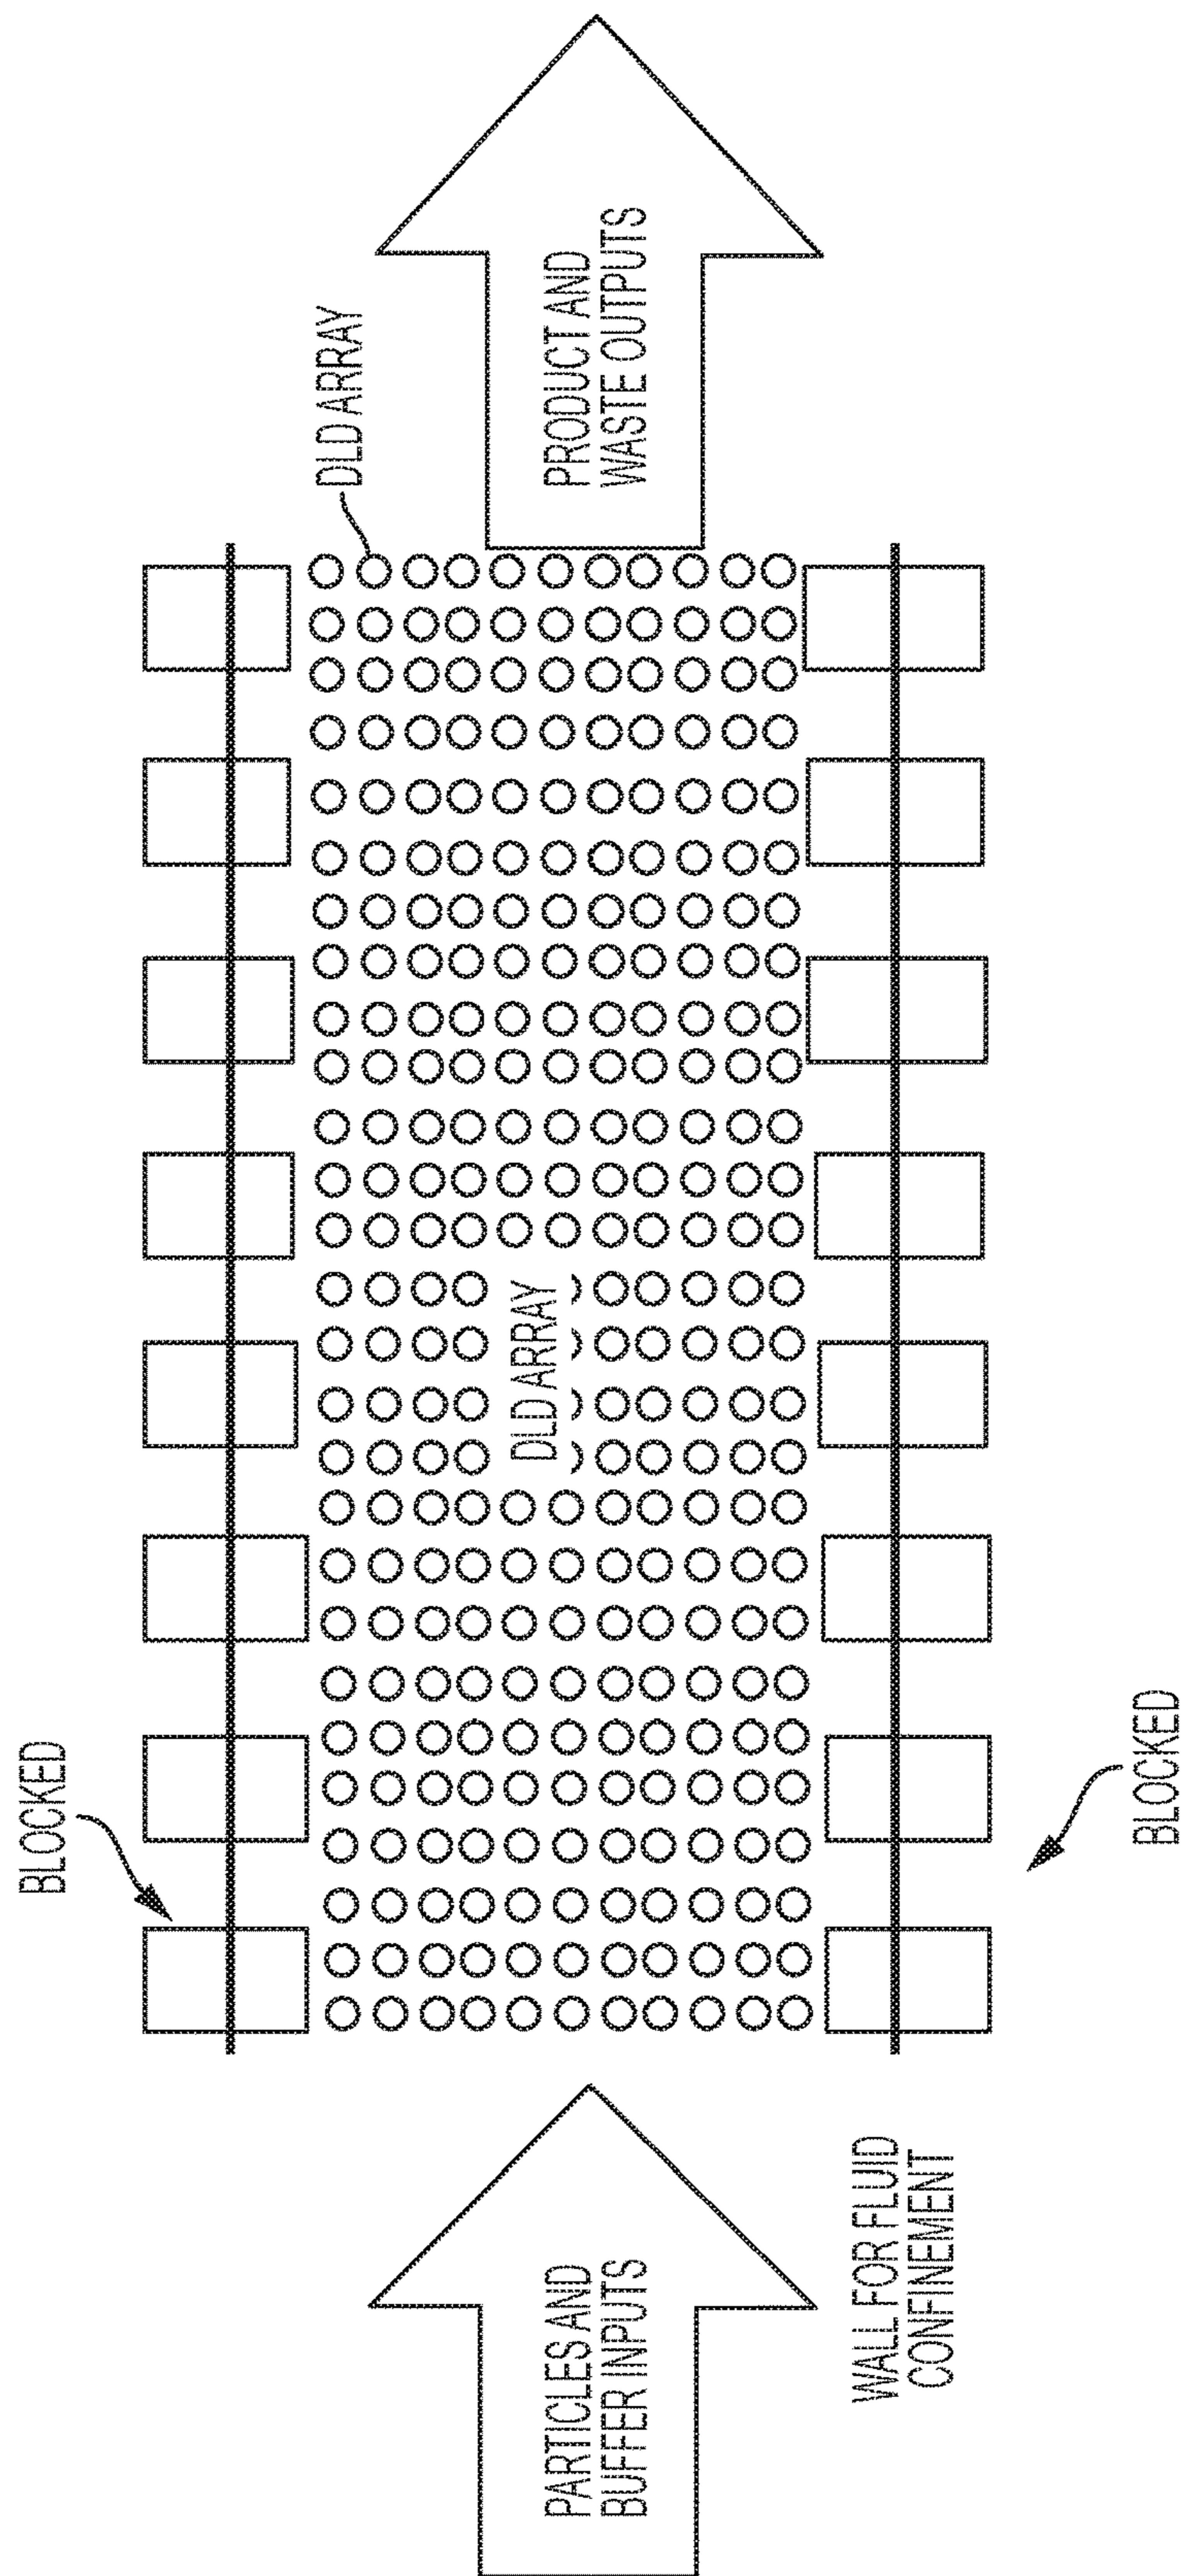 BLOCKED
DLD ARRAY
PARTICLES AND
BUFFER INPUTS
DLD ARRAY
PRODUCT AND
WASTE OUTPUTS
WALL FOR FLUID
CONFINEMENT
BLOCKED